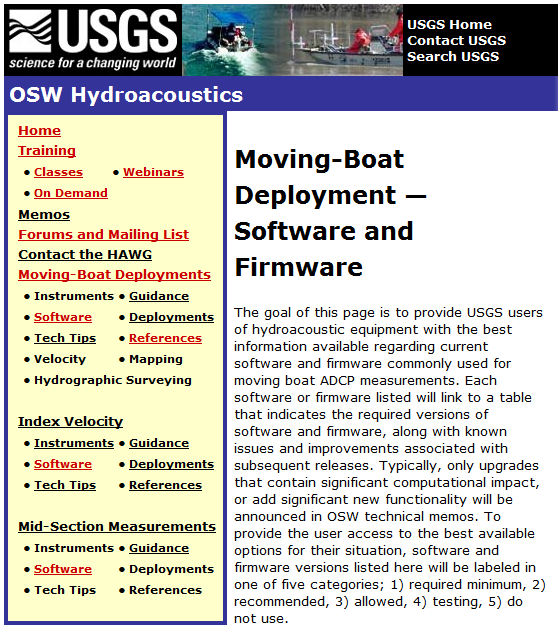 USGS
science for a changing world
USGS Home
Contact USGS
Search USGS
OSW Hydroacoustics
Home
Training
• Classes • Webinars
• On Demand
Memos
Forums and Mailing List
Contact the HAWG
Moving-Boat Deployments
• Instruments • Guidance
• Software • Deployments
• Tech Tips • References
• Velocity • Mapping
• Hydrographic Surveying
Index Velocity
• Instruments • Guidance
• Software • Deployments
• Tech Tips • References
Mid-Section Measurements
• Instruments • Guidance
• Software • Deployments
• Tech Tips • References
Moving-Boat
Deployment —
Software and
Firmware
The goal of this page is to provide USGS users
of hydroacoustic equipment with the best
information available regarding current
software and firmware commonly used for
moving boat ADCP measurements. Each
software or firmware listed will link to a table
that indicates the required versions of
software and firmware, along with known
issues and improvements associated with
subsequent releases. Typically, only upgrades
that contain significant computational impact,
or add significant new functionality will be
announced in OSW technical memos. To
provide the user access to the best available
options for their situation, software and
firmware versions listed here will be labeled in
one of five categories; 1) required minimum, 2)
recommended, 3) allowed, 4) testing, 5) do
not use.